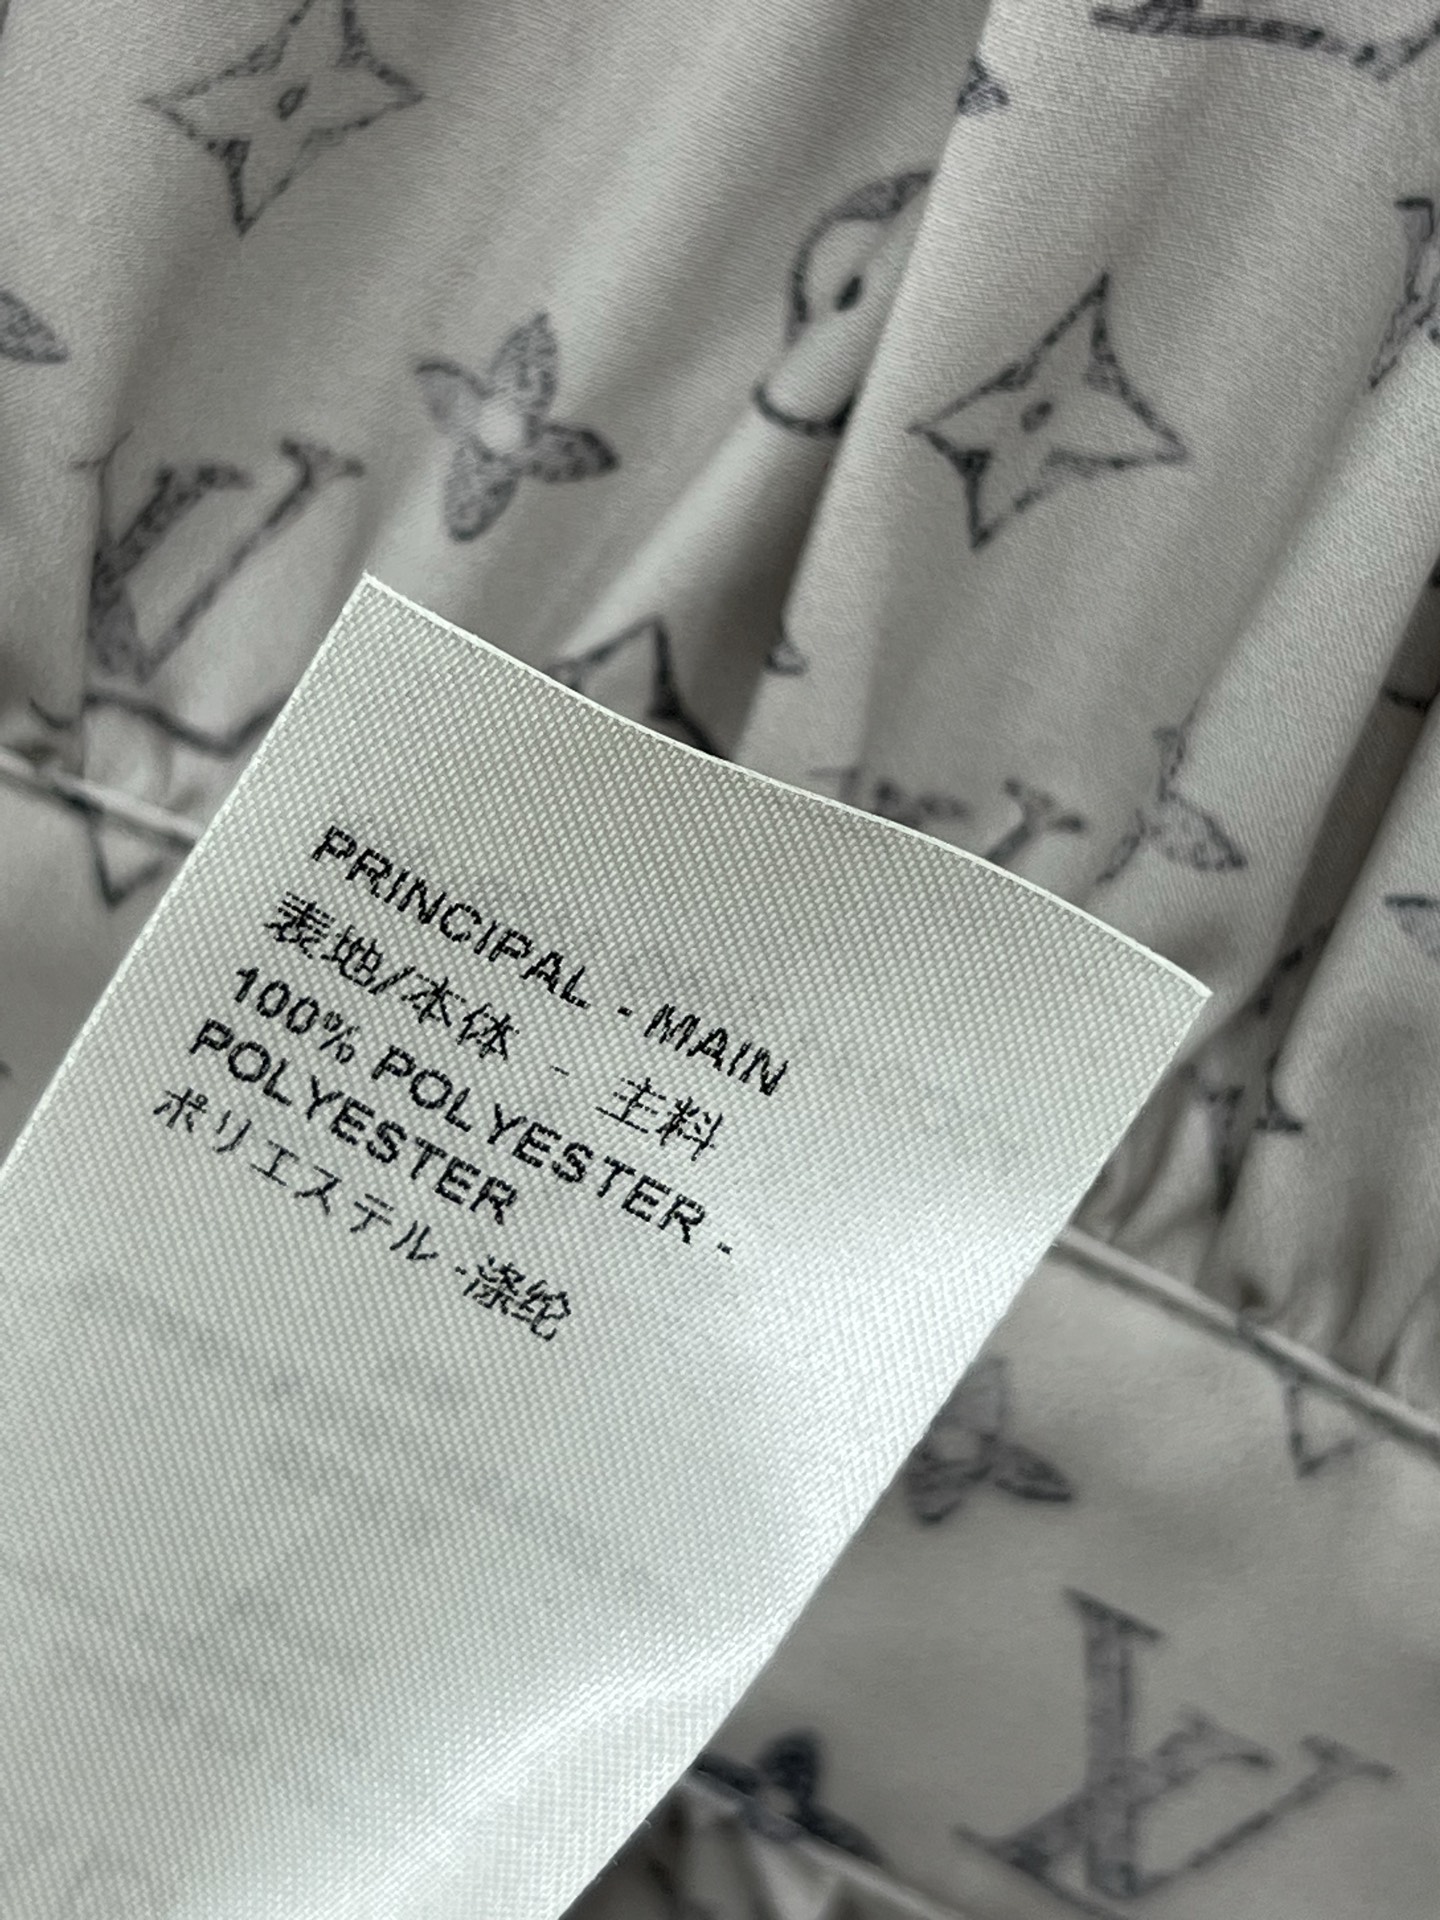 PRINCIPAL - MAIN
表地/本体 - 主料
100% POLYESTER -
POLYESTER
ポリエステル -涤纶
LV